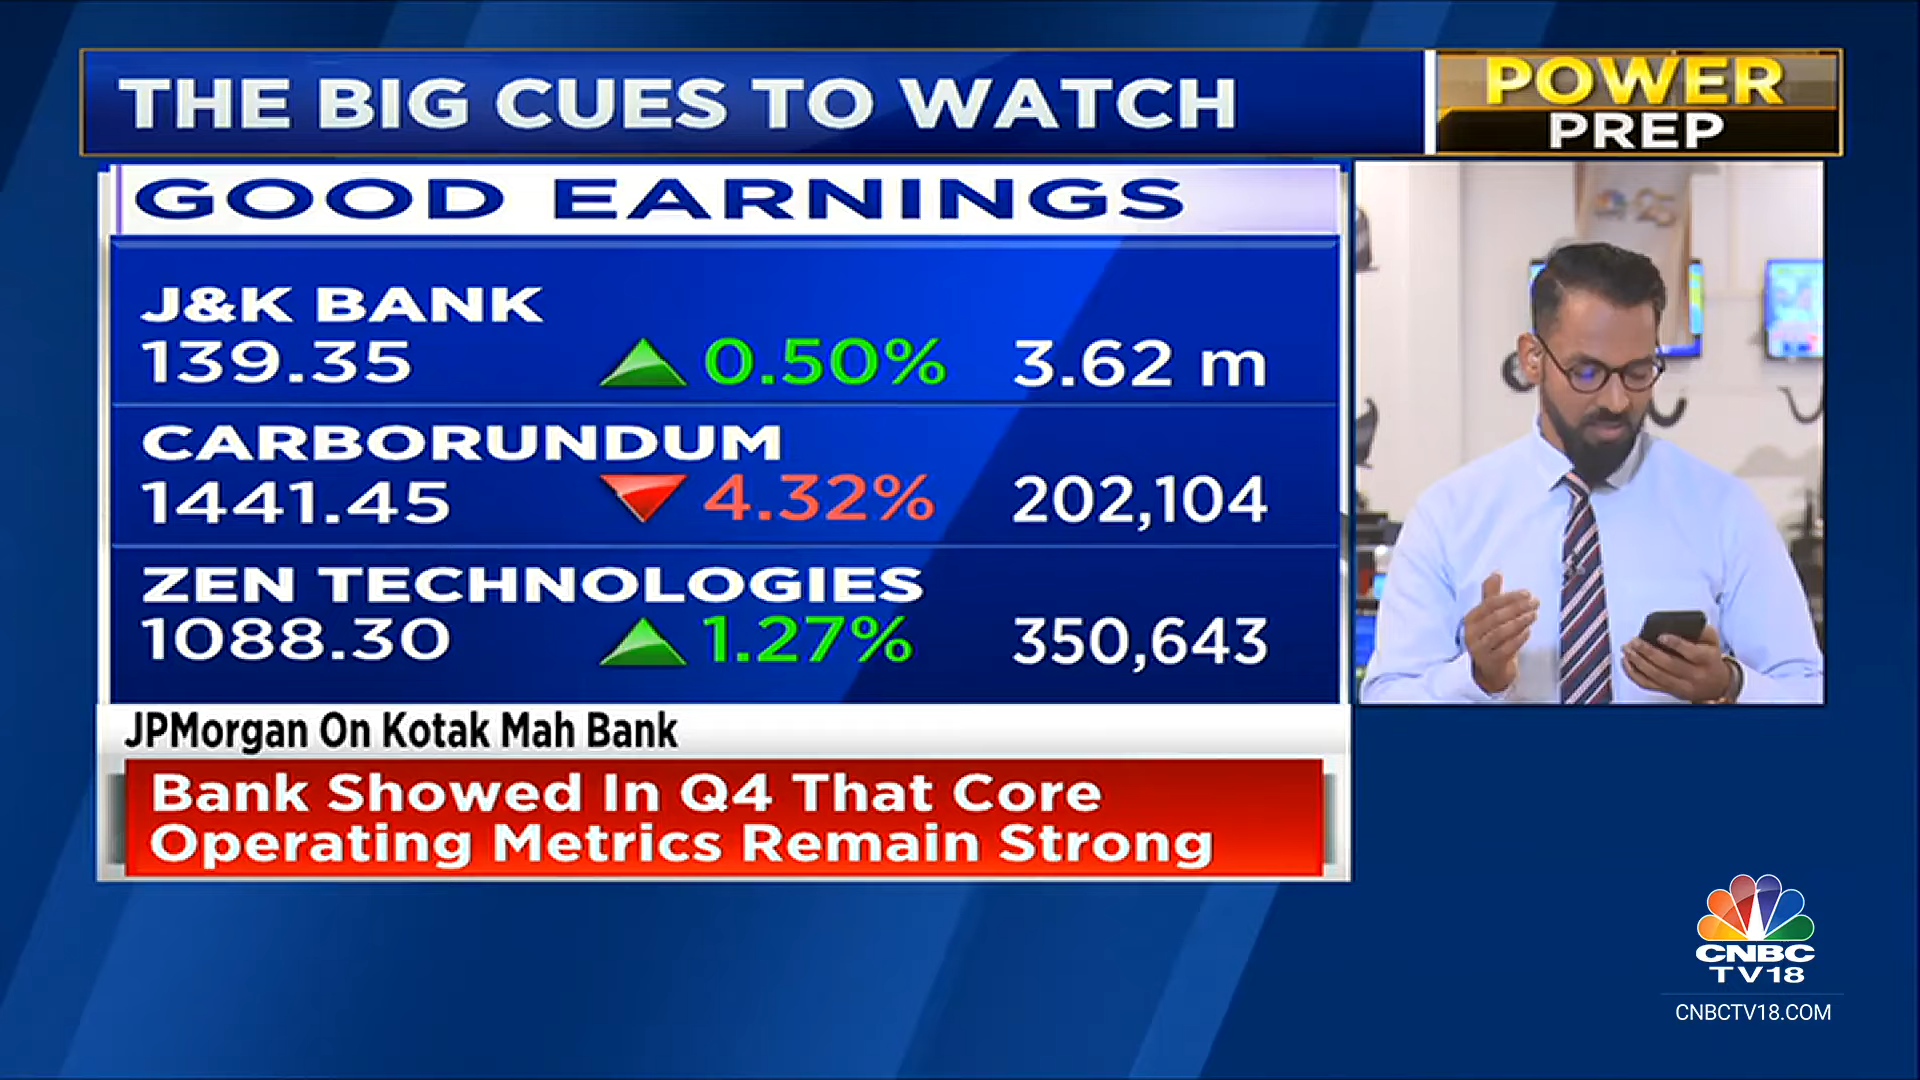 THE BIG CUES TO WATCH
POWER
PREP
GOOD EARNINGS
J&K BANK
139.35 0.50% 3.62 m
CARBORUNDUM
1441.45 4.32% 202,104
ZEN TECHNOLOGIES
1088.30 1.27% 350,643
JPMorgan On Kotak Mah Bank
Bank Showed In Q4 That Core
Operating Metrics Remain Strong
25
CNBC
TV18
CNBCTV18.COM